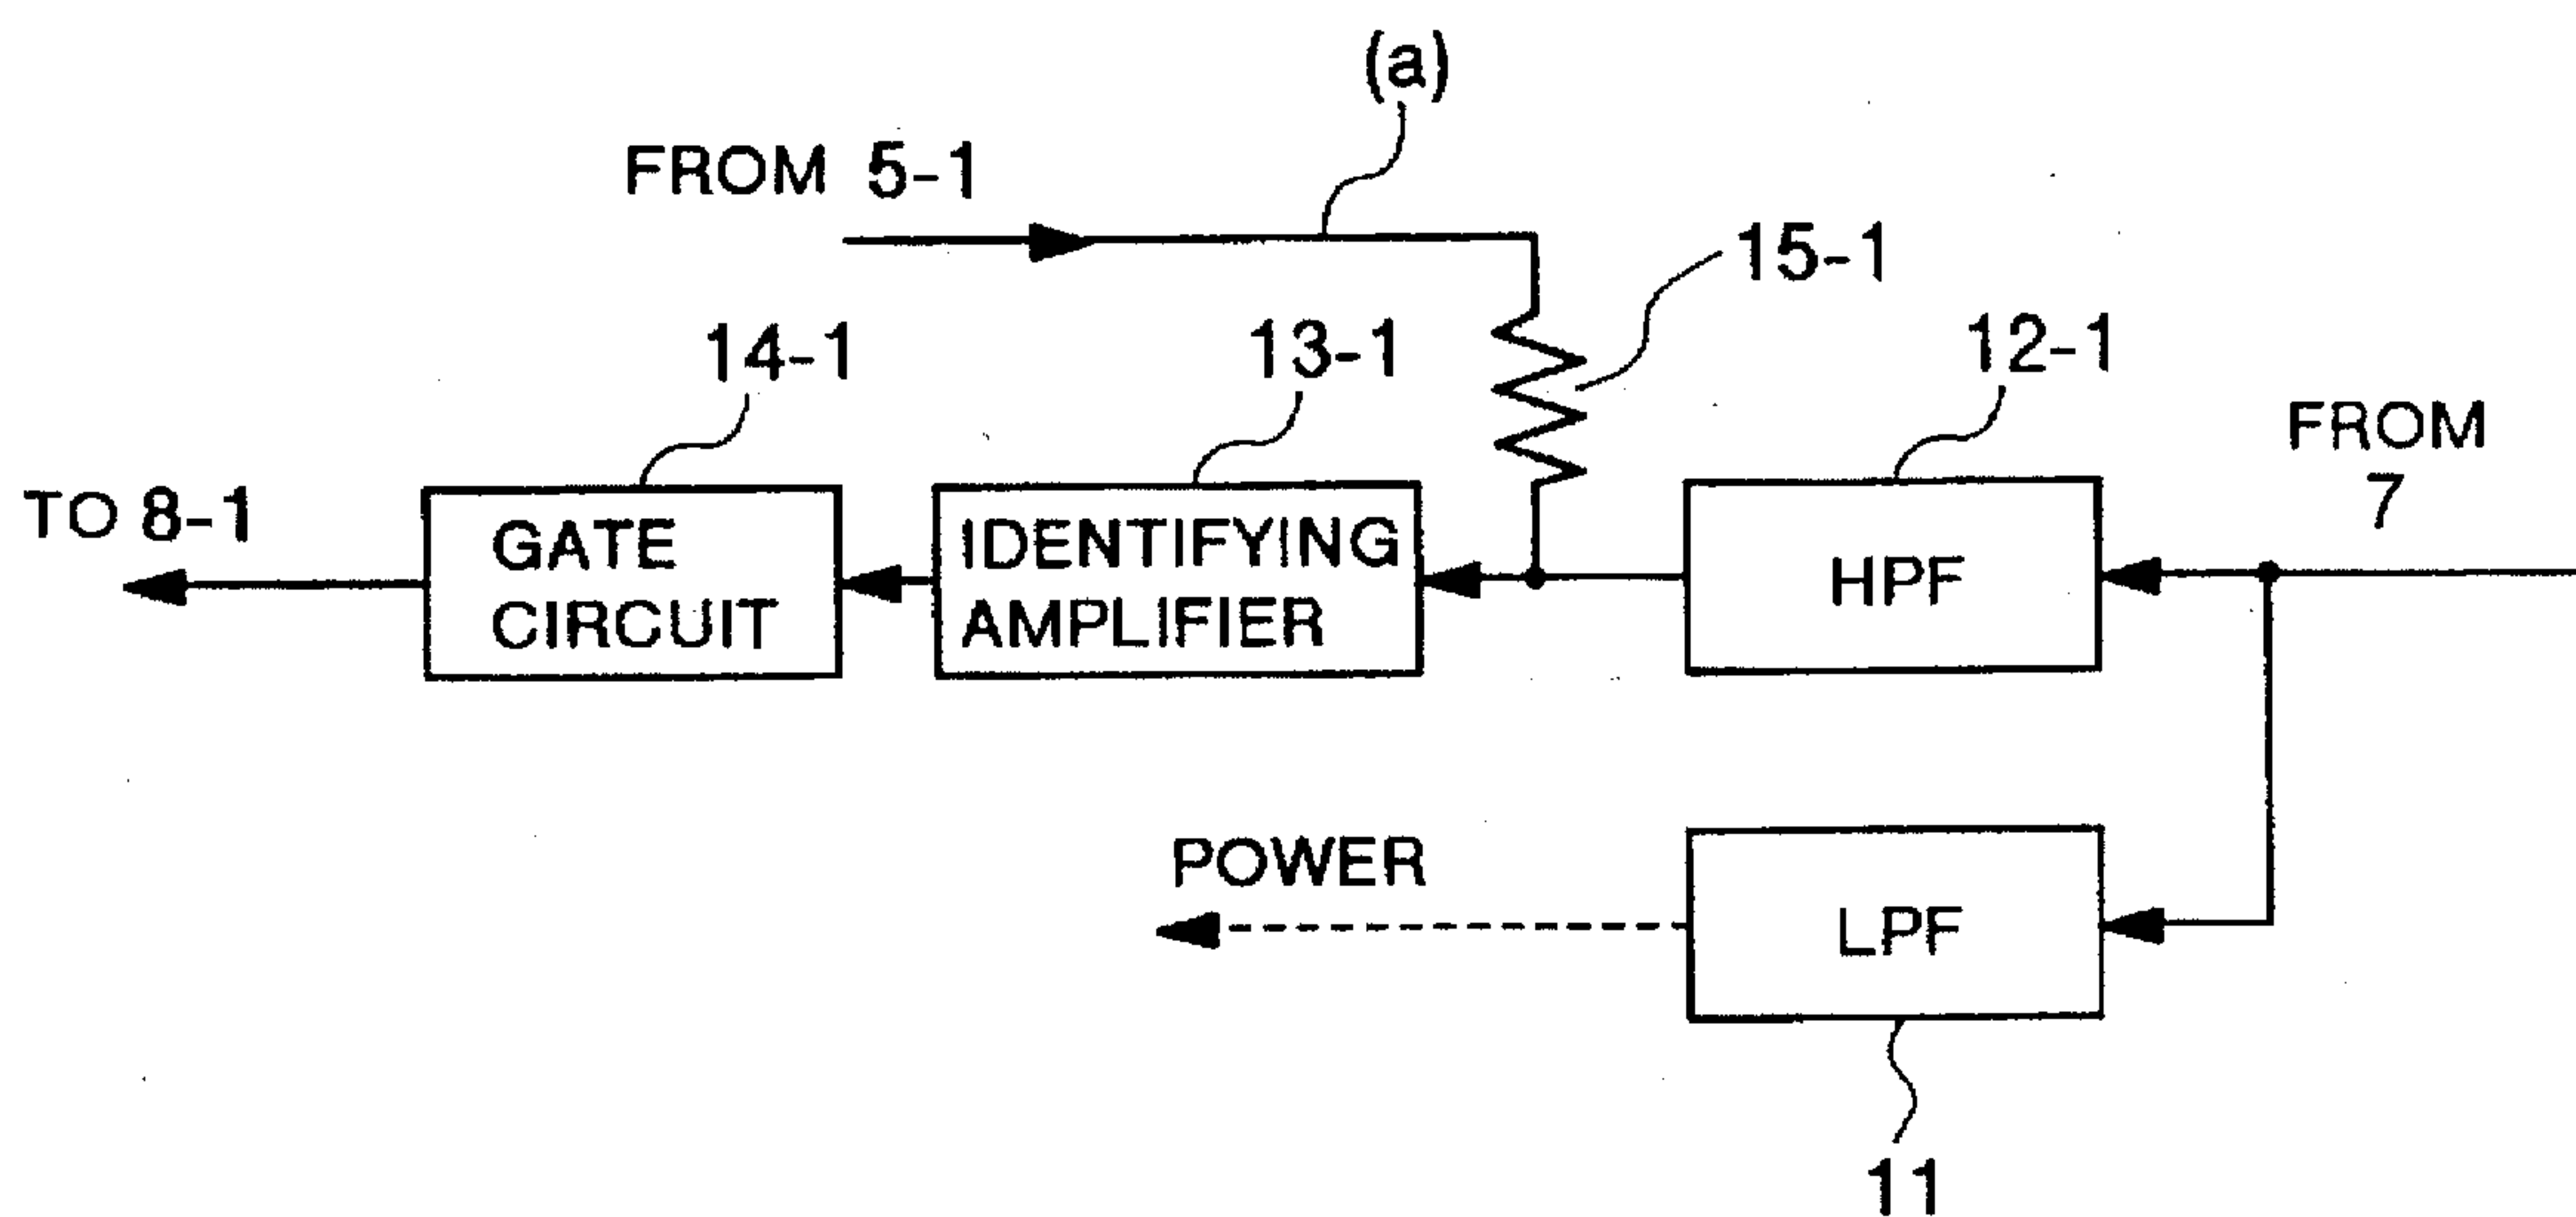 (a)
FROM 5-1
15-1
14-1
13-1
12-1
FROM
7
TO 8-1
GATE
CIRCUIT
IDENTIFYING
AMPLIFIER
HPF
POWER
LPF
11